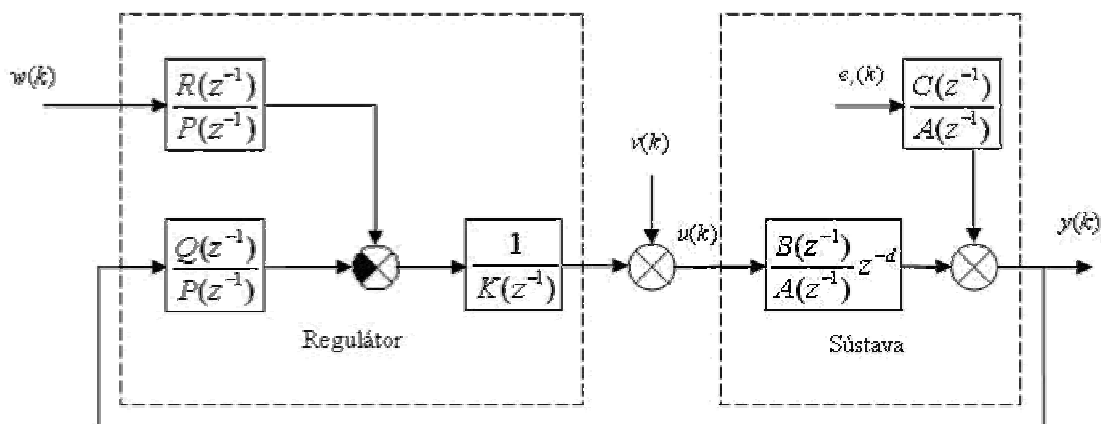 w(k)
R(z⁻¹)
P(z⁻¹)
e_s(k)
C(z⁻¹)
A(z⁻¹)
v(k)
Q(z⁻¹)
P(z⁻¹)
1
K(z⁻¹)
u(k)
B(z⁻¹)
A(z⁻¹)
z⁻ᵈ
y(k)
Regulátor
Sústava